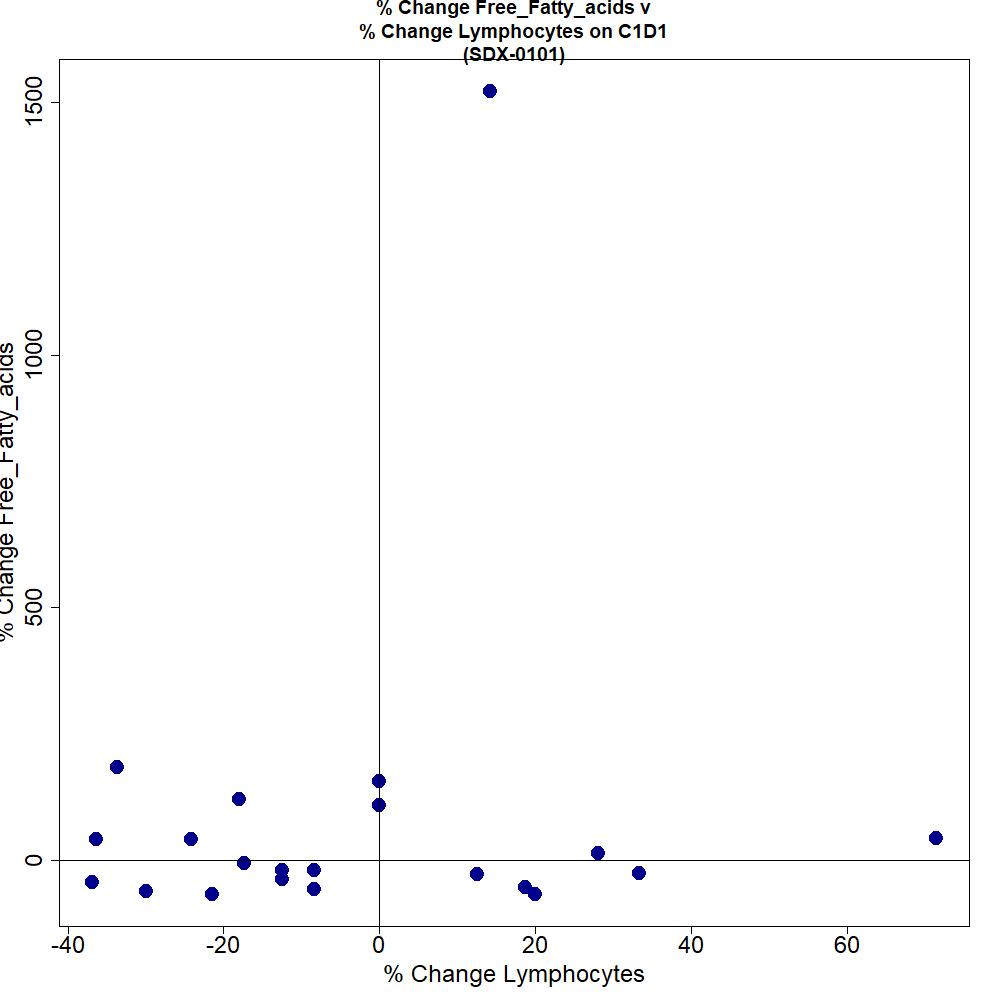 % Change Free_Fatty_acids v
% Change Lymphocytes on C1D1
(SDX-0101)
% Change Free_Fatty_acids
1500
1000
500
0
-40
-20
0
20
40
60
% Change Lymphocytes